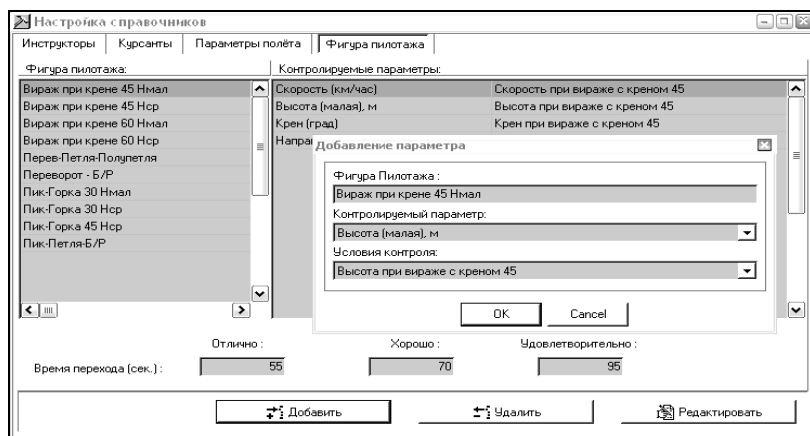 Настройка справочников
Инструкторы Курсанты Параметры полёта Фигура пилотажа
Фигура пилотажа: Контролируемые параметры:
Вираж при крене 45 Нмал
Вираж при крене 45 Нср
Вираж при крене 60 Нмал
Вираж при крене 60 Нср
Перев-Петля-Полупетля
Переворот - Б/Р
Пик-Горка 30 Нмал
Пик-Горка 30 Нср
Пик-Горка 45 Нср
Пик-Петля-Б/Р
Скорость (км/час) Скорость при вираже с креном 45
Высота (малая), м Высота при вираже с креном 45
Крен (град) Крен при вираже с креном 45
Напра
Добавление параметра
Фигура Пилотажа :
Вираж при крене 45 Нмал
Контролируемый параметр:
Высота (малая), м
Условия контроля:
Высота при вираже с креном 45
OK Cancel
Отлично : Хорошо : Удовлетворительно :
Время перехода (сек.) : 55 70 95
Добавить Удалить Редактировать